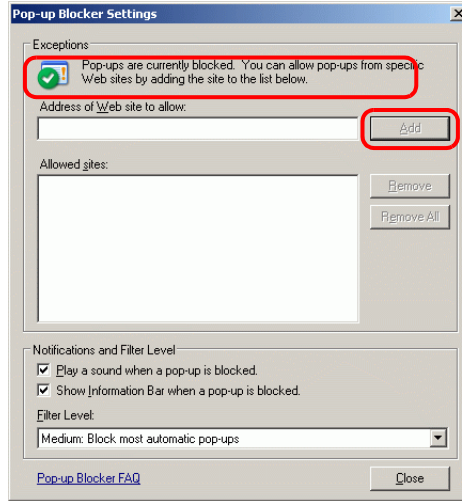 Pop-up Blocker Settings
Exceptions
Pop-ups are currently blocked. You can allow pop-ups from specific
Web sites by adding the site to the list below.
Address of Web site to allow:
Add
Allowed sites:
Remove
Remove All
Notifications and Filter Level
Play a sound when a pop-up is blocked.
Show Information Bar when a pop-up is blocked.
Filter Level:
Medium: Block most automatic pop-ups
Pop-up Blocker FAQ
Close